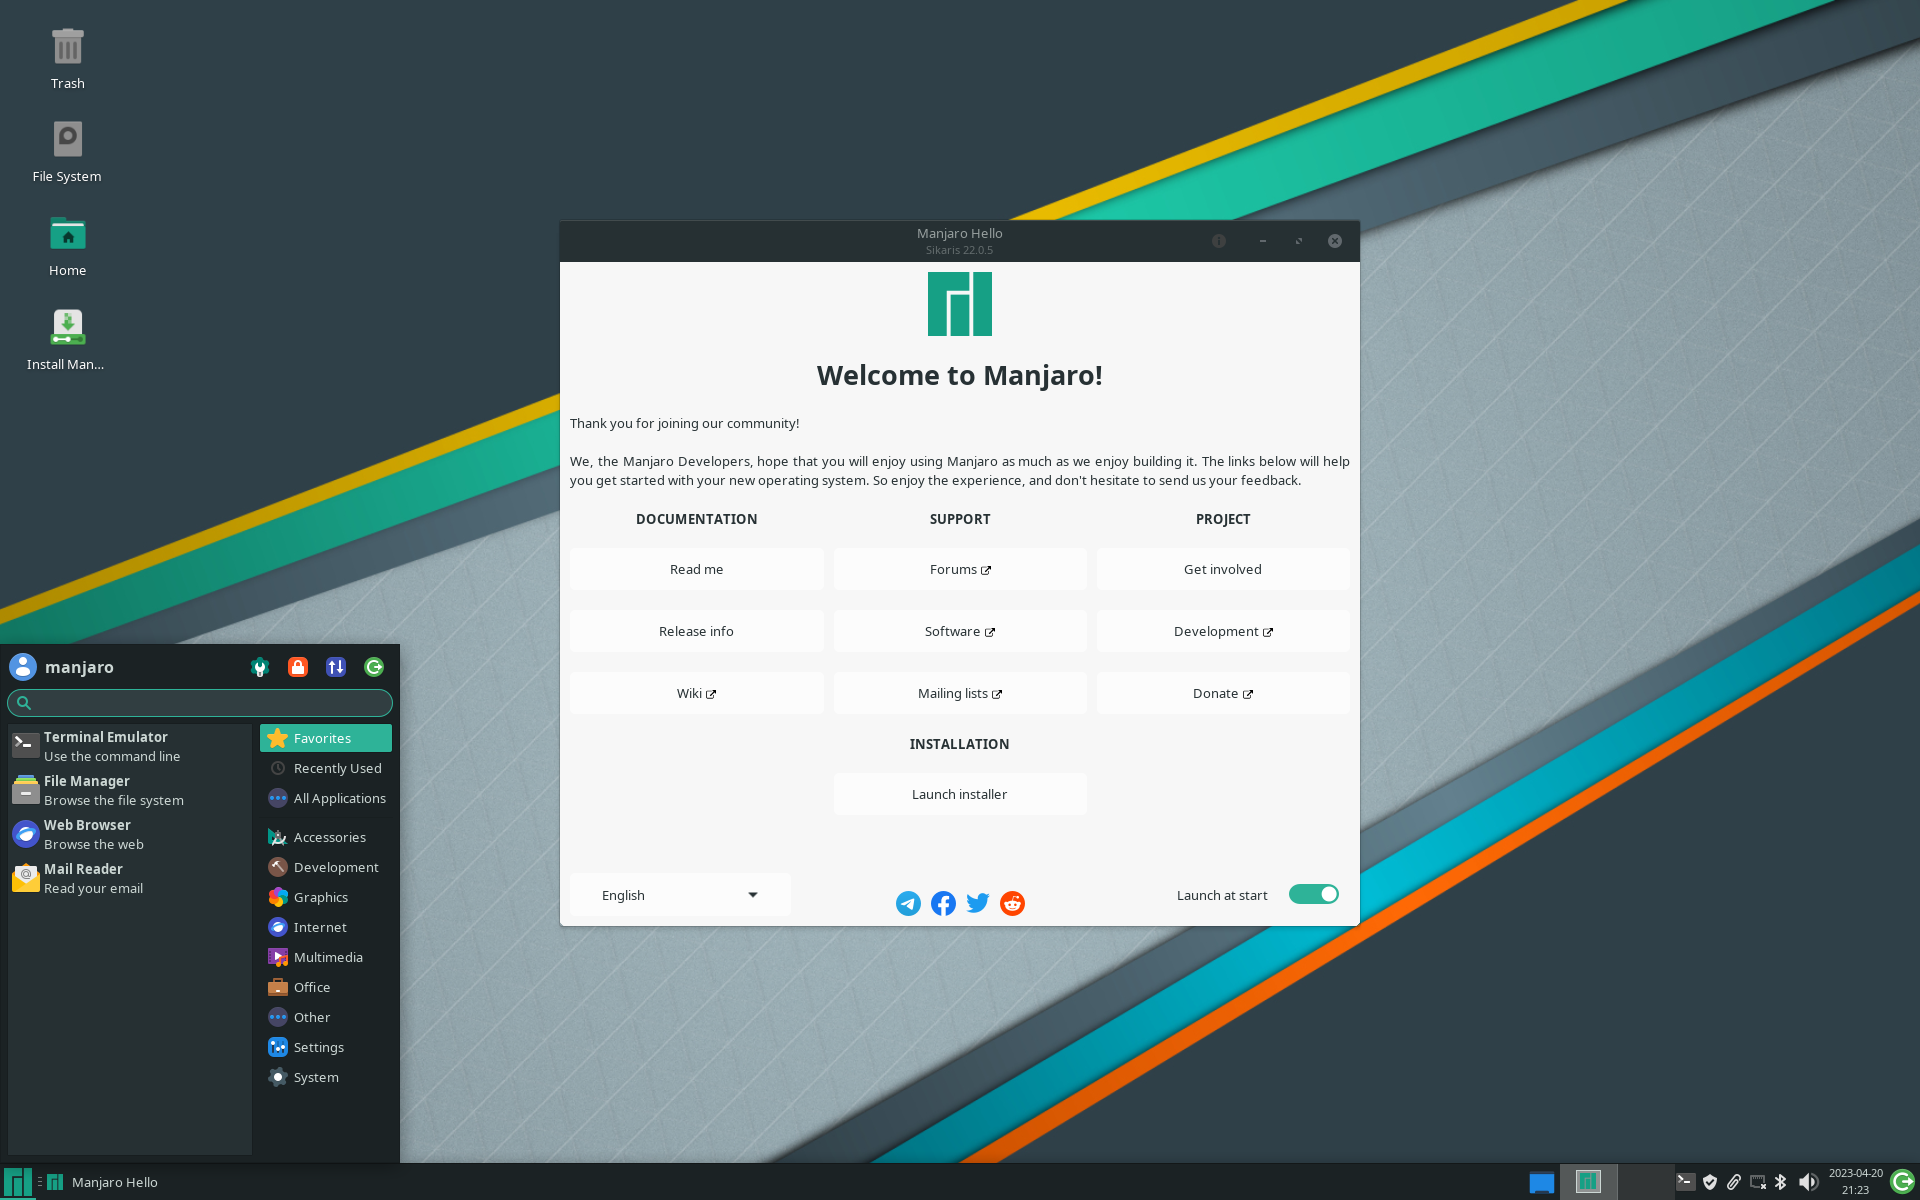 Trash
File System
Home
Install Man...
Manjaro Hello
Sikaris 22.0.5
Welcome to Manjaro!
Thank you for joining our community!
We, the Manjaro Developers, hope that you will enjoy using Manjaro as much as we enjoy building it. The links below will help
you get started with your new operating system. So enjoy the experience, and don't hesitate to send us your feedback.
DOCUMENTATION
SUPPORT
PROJECT
Read me
Forums
Get involved
Release info
Software
Development
Wiki
Mailing lists
Donate
INSTALLATION
Launch installer
English
Launch at start
manjaro
Terminal Emulator
Use the command line
File Manager
Browse the file system
Web Browser
Browse the web
Mail Reader
Read your email
Favorites
Recently Used
All Applications
Accessories
Development
Graphics
Internet
Multimedia
Office
Other
Settings
System
Manjaro Hello
2023-04-20
21:23